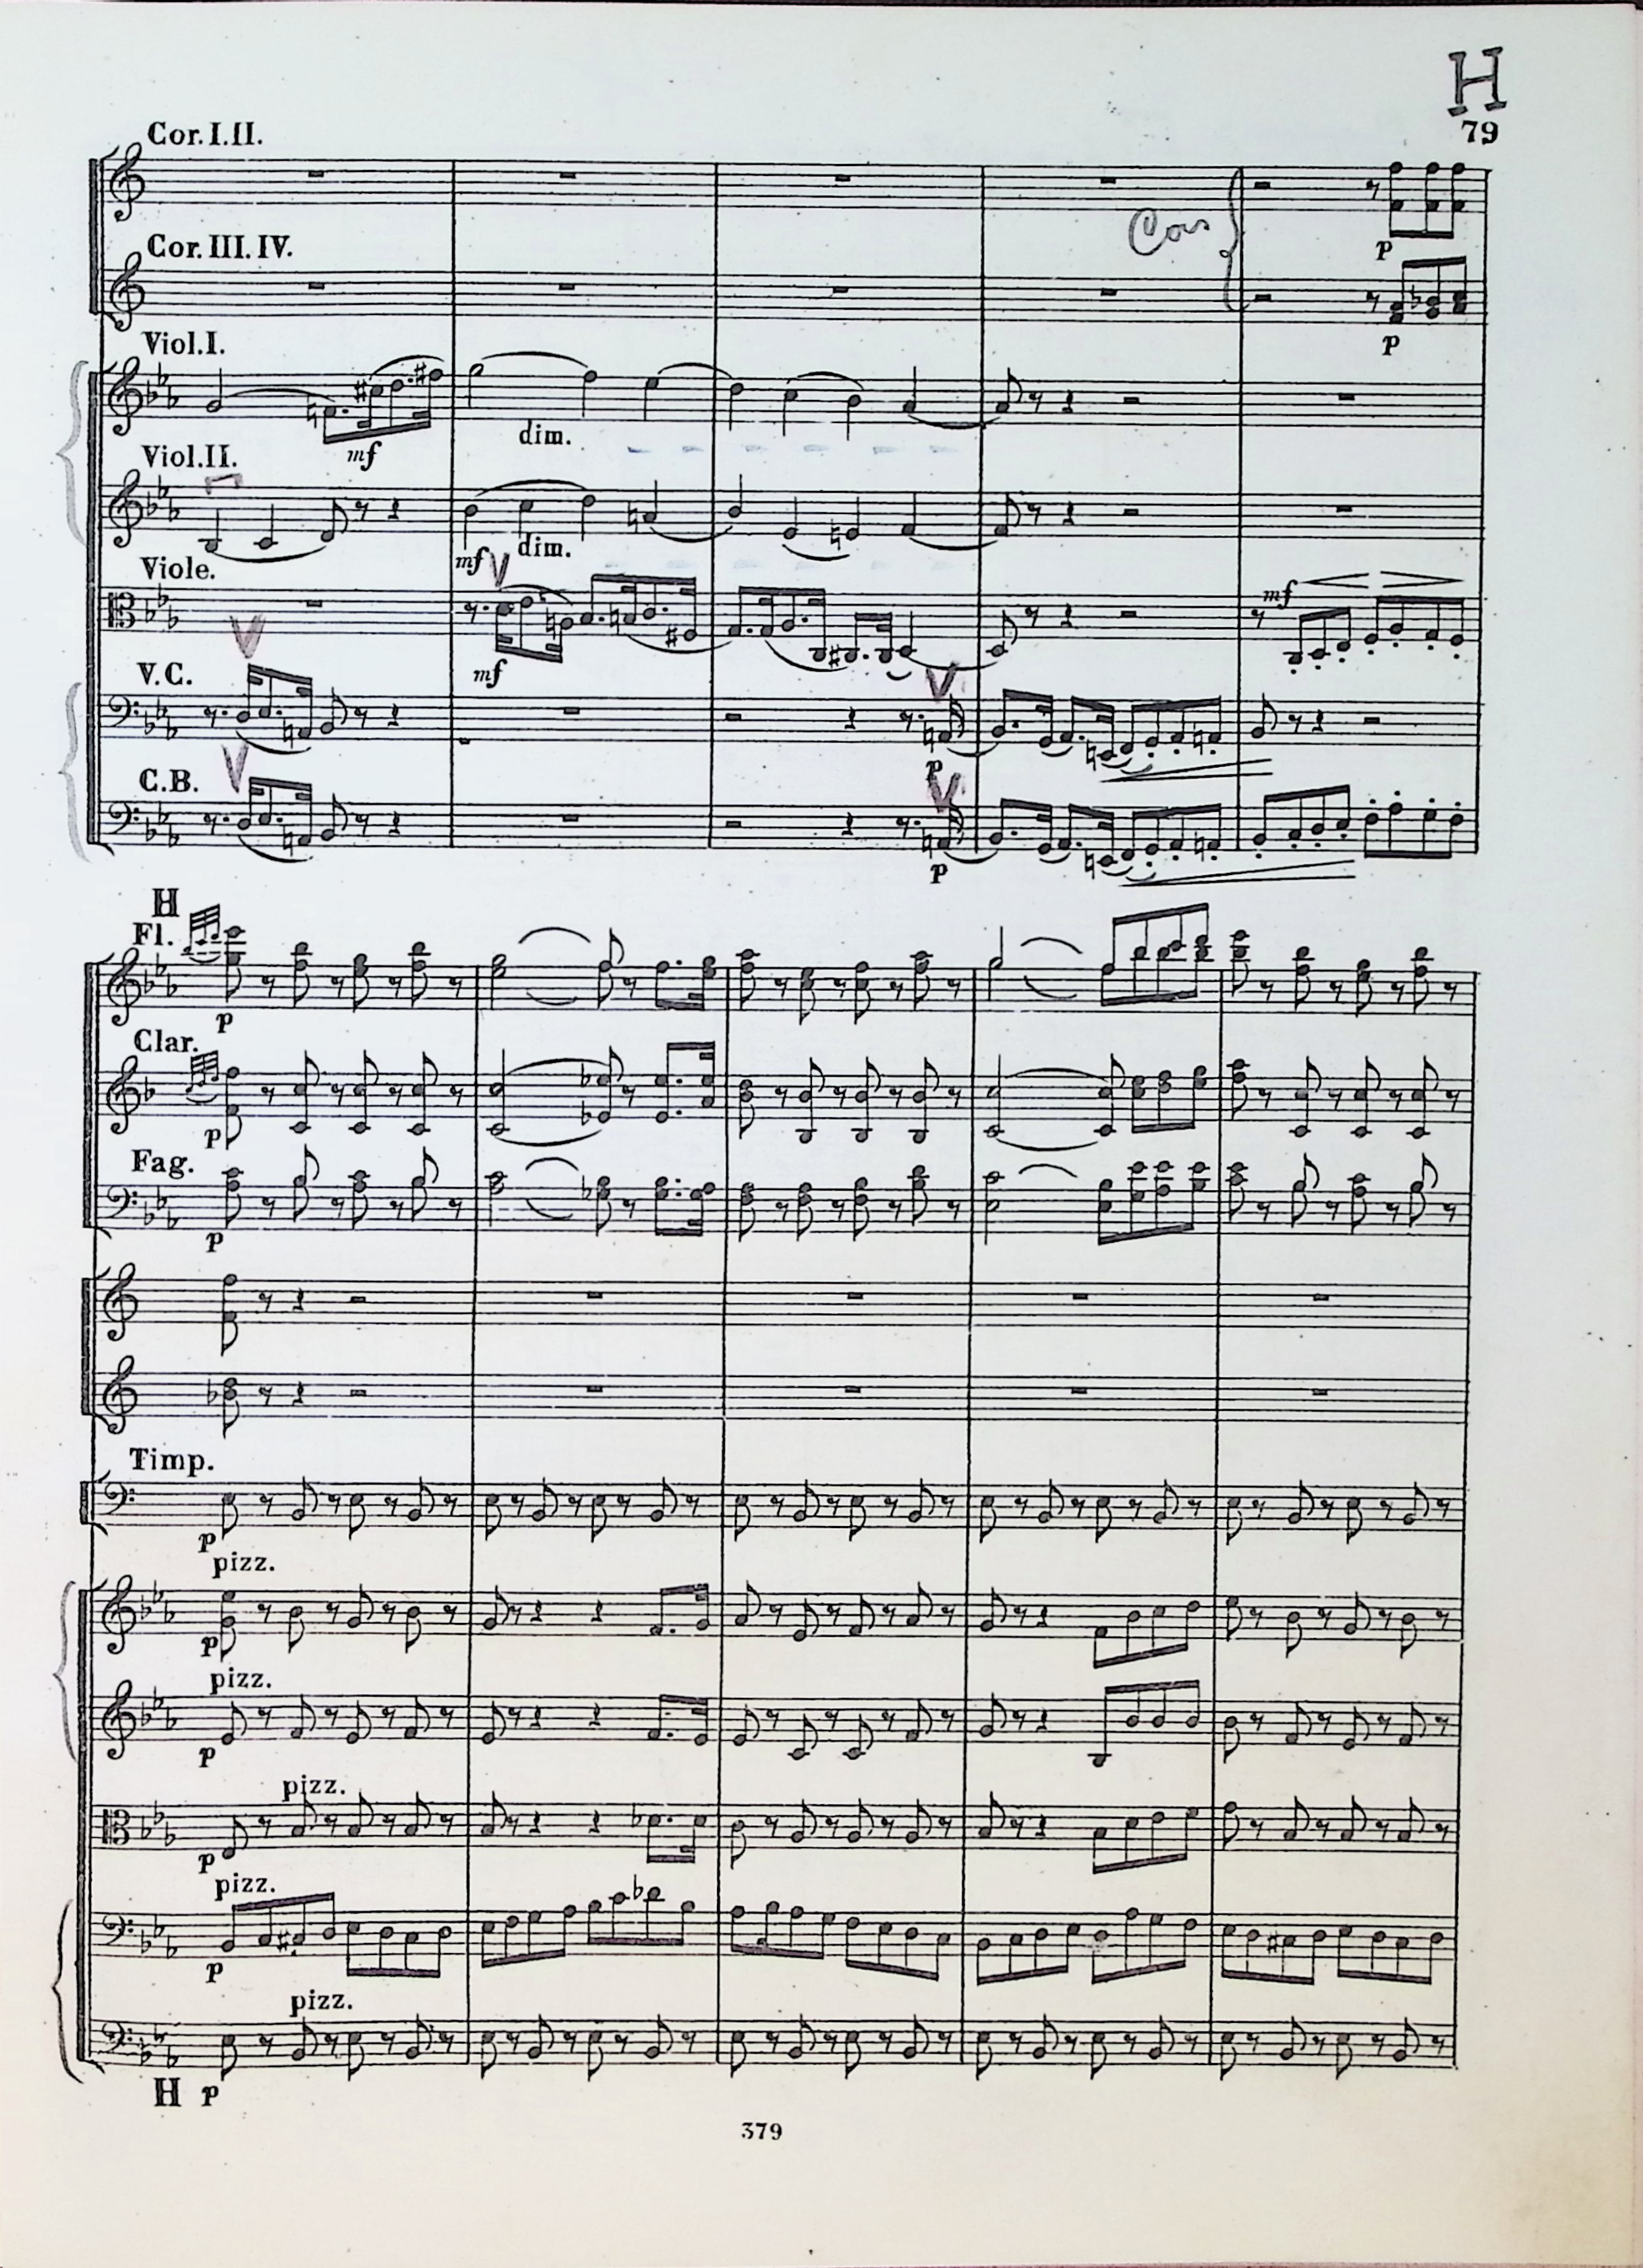 H
79
Cor. I. II.
Cor. III. IV.
p
p
Viol. I.
mf
dim.
Viol. II.
mf
dim.
Viole.
V
mf
mf
V
V.C.
V
p
V
C.B.
V
p
H
Fl.
p
Clar.
p
Fag.
p
Timp.
p
pizz.
p
pizz.
p
pizz.
p
pizz.
p
pizz.
H p
379